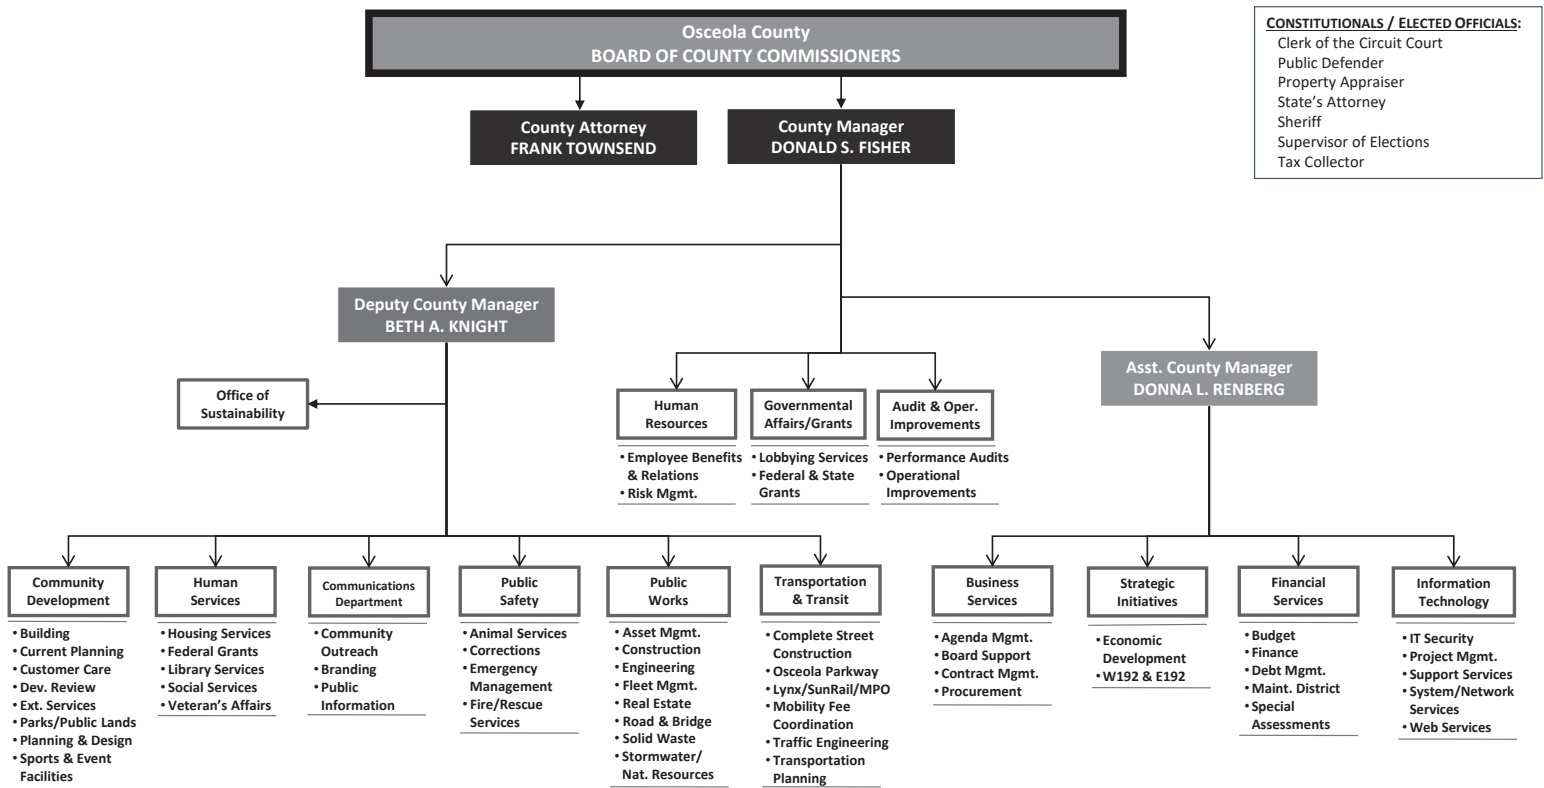 Osceola County
BOARD OF COUNTY COMMISSIONERS
CONSTITUTIONALS / ELECTED OFFICIALS:
Clerk of the Circuit Court
Public Defender
Property Appraiser
State’s Attorney
Sheriff
Supervisor of Elections
Tax Collector
County Attorney
FRANK TOWNSEND
County Manager
DONALD S. FISHER
Deputy County Manager
BETH A. KNIGHT
Asst. County Manager
DONNA L. RENBERG
Office of
Sustainability
Human
Resources
• Employee Benefits
& Relations
• Risk Mgmt.
Governmental
Affairs/Grants
• Lobbying Services
• Federal & State
Grants
Audit & Oper.
Improvements
• Performance Audits
• Operational
Improvements
Community
Development
• Building
• Current Planning
• Customer Care
• Dev. Review
• Ext. Services
• Parks/Public Lands
• Planning & Design
• Sports & Event
Facilities
Human
Services
• Housing Services
• Federal Grants
• Library Services
• Social Services
• Veteran’s Affairs
Communications
Department
• Community
Outreach
• Branding
• Public
Information
Public
Safety
• Animal Services
• Corrections
• Emergency
Management
• Fire/Rescue
Services
Public
Works
• Asset Mgmt.
• Construction
• Engineering
• Fleet Mgmt.
• Real Estate
• Road & Bridge
• Solid Waste
• Stormwater/
Nat. Resources
Transportation
& Transit
• Complete Street
Construction
• Osceola Parkway
• Lynx/SunRail/MPO
• Mobility Fee
Coordination
• Traffic Engineering
• Transportation
Planning
Business
Services
• Agenda Mgmt.
• Board Support
• Contract Mgmt.
• Procurement
Strategic
Initiatives
• Economic
Development
• W192 & E192
Financial
Services
• Budget
• Finance
• Debt Mgmt.
• Maint. District
• Special
Assessments
Information
Technology
• IT Security
• Project Mgmt.
• Support Services
• System/Network
Services
• Web Services